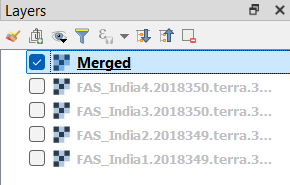 Layers
Merged
FAS_India4.2018350.terra.3...
FAS_India3.2018350.terra.3...
FAS_India2.2018349.terra.3...
FAS_India1.2018349.terra.3...